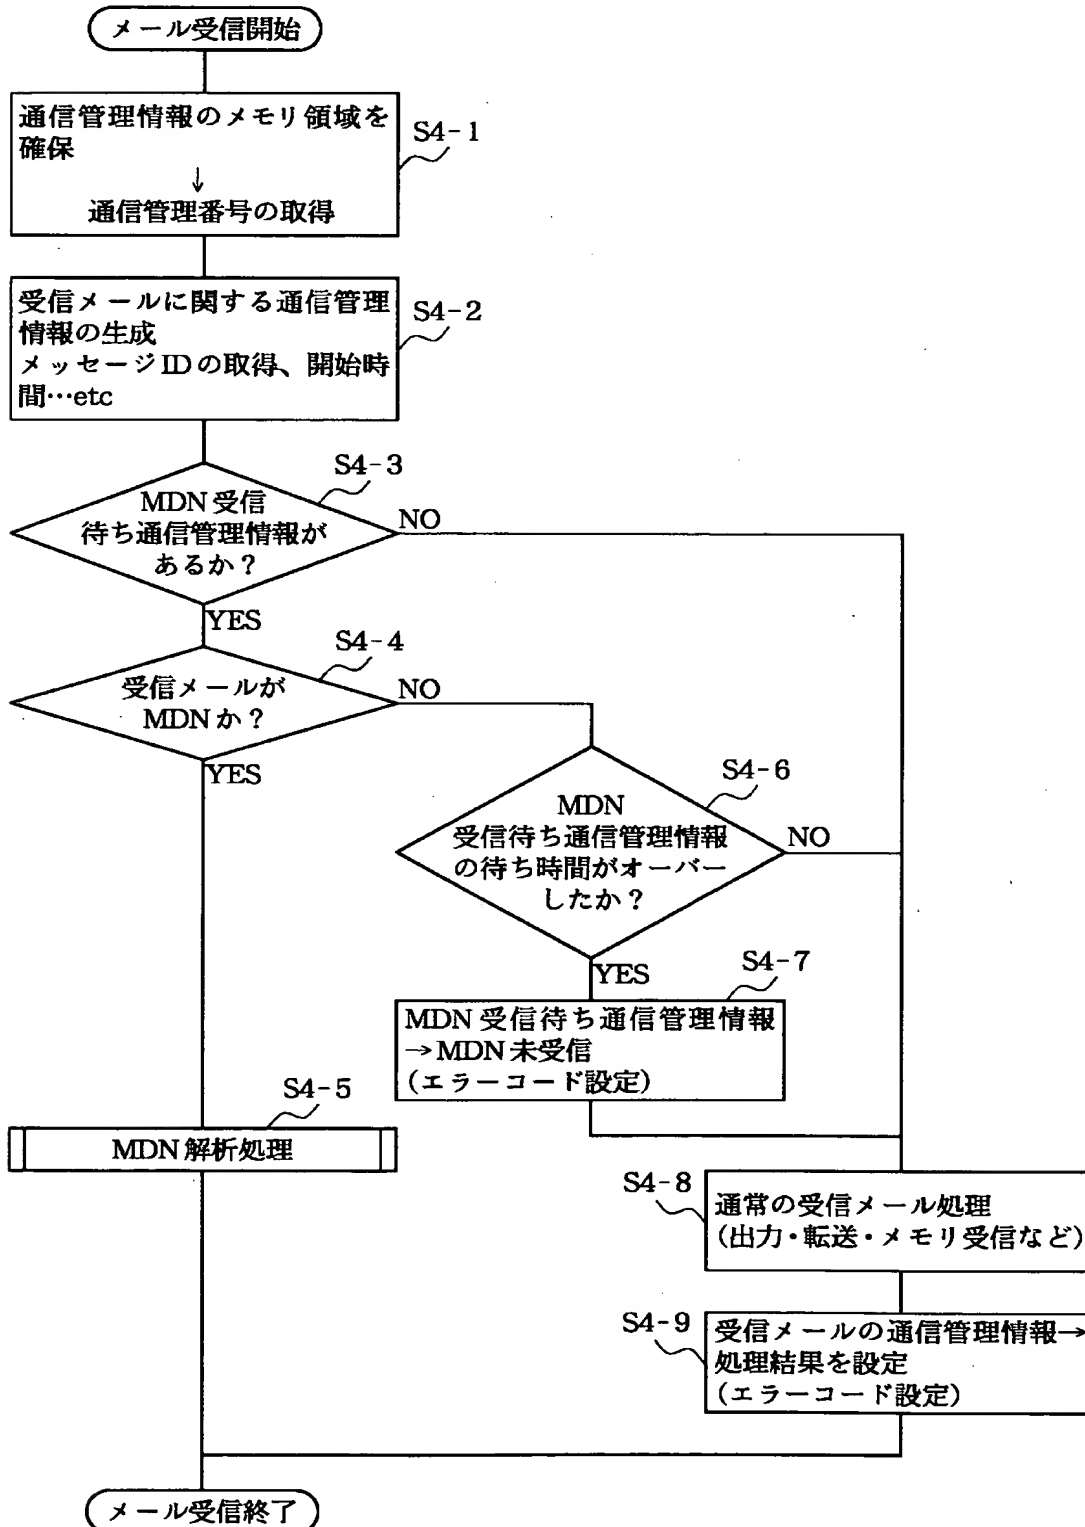 メール受信開始
通信管理情報のメモリ領域を
確保
↓
通信管理番号の取得
S4-1
受信メールに関する通信管理
情報の生成
メッセージIDの取得、開始時
間…etc
S4-2
S4-3
MDN受信
待ち通信管理情報が
あるか？
NO
YES
S4-4
受信メールが
MDNか？
NO
YES
S4-6
MDN
受信待ち通信管理情報
の待ち時間がオーバー
したか？
NO
YES
S4-7
MDN受信待ち通信管理情報
→MDN未受信
(エラーコード設定)
S4-5
MDN解析処理
S4-8
通常の受信メール処理
(出力・転送・メモリ受信など)
S4-9
受信メールの通信管理情報→
処理結果を設定
(エラーコード設定)
メール受信終了